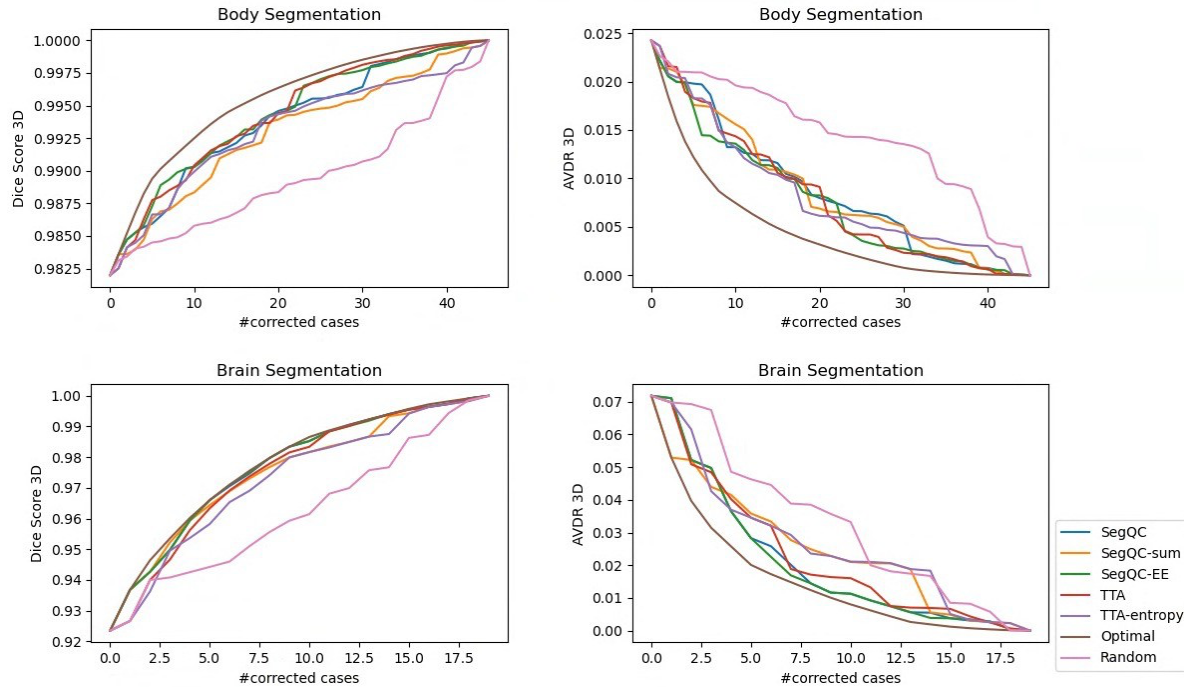 Body Segmentation
1.0000
0.9975
0.9950
0.9925
0.9900
0.9875
0.9850
0.9825
Dice Score 3D
0 10 20 30 40
#corrected cases
Body Segmentation
0.025
0.020
0.015
0.010
0.005
0.000
AVDR 3D
0 10 20 30 40
#corrected cases
Brain Segmentation
1.00
0.99
0.98
0.97
0.96
0.95
0.94
0.93
0.92
Dice Score 3D
0.0 2.5 5.0 7.5 10.0 12.5 15.0 17.5
#corrected cases
Brain Segmentation
0.07
0.06
0.05
0.04
0.03
0.02
0.01
0.00
AVDR 3D
0.0 2.5 5.0 7.5 10.0 12.5 15.0 17.5
#corrected cases
SegQC
SegQC-sum
SegQC-EE
TTA
TTA-entropy
Optimal
Random